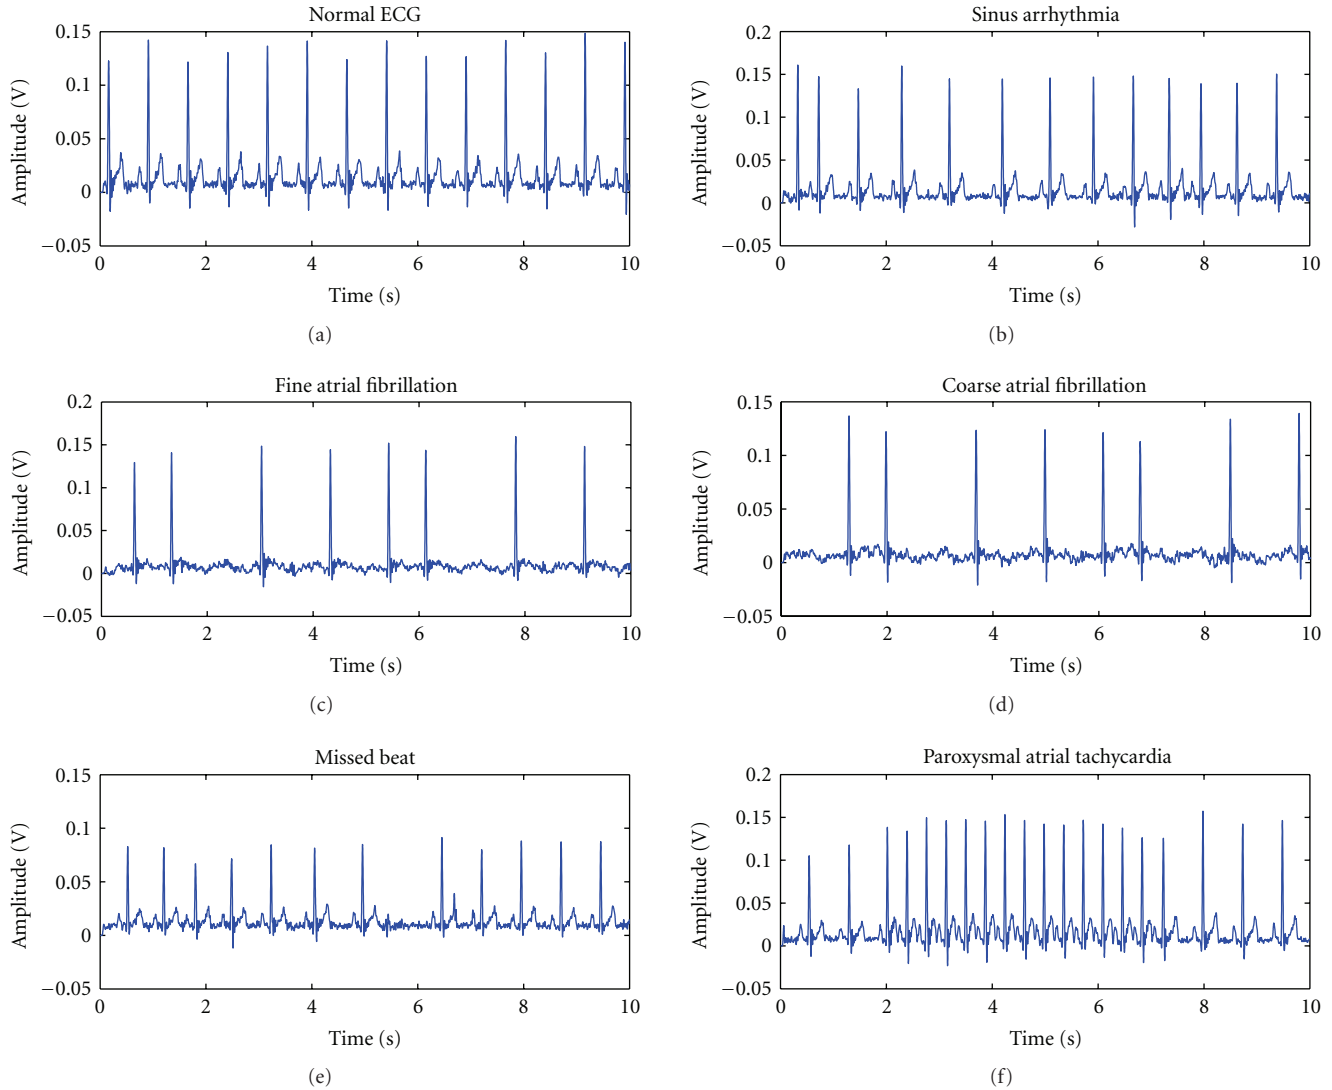 Normal ECG
0.15
0.1
0.05
0
−0.05
Amplitude (V)
0 2 4 6 8 10
Time (s)
(a)
Sinus arrhythmia
0.2
0.15
0.1
0.05
0
−0.05
Amplitude (V)
0 2 4 6 8 10
Time (s)
(b)
Fine atrial fibrillation
0.2
0.15
0.1
0.05
0
−0.05
Amplitude (V)
0 2 4 6 8 10
Time (s)
(c)
Coarse atrial fibrillation
0.15
0.1
0.05
0
−0.05
Amplitude (V)
0 2 4 6 8 10
Time (s)
(d)
Missed beat
0.15
0.1
0.05
0
−0.05
Amplitude (V)
0 2 4 6 8 10
Time (s)
(e)
Paroxysmal atrial tachycardia
0.2
0.15
0.1
0.05
0
−0.05
Amplitude (V)
0 2 4 6 8 10
Time (s)
(f)